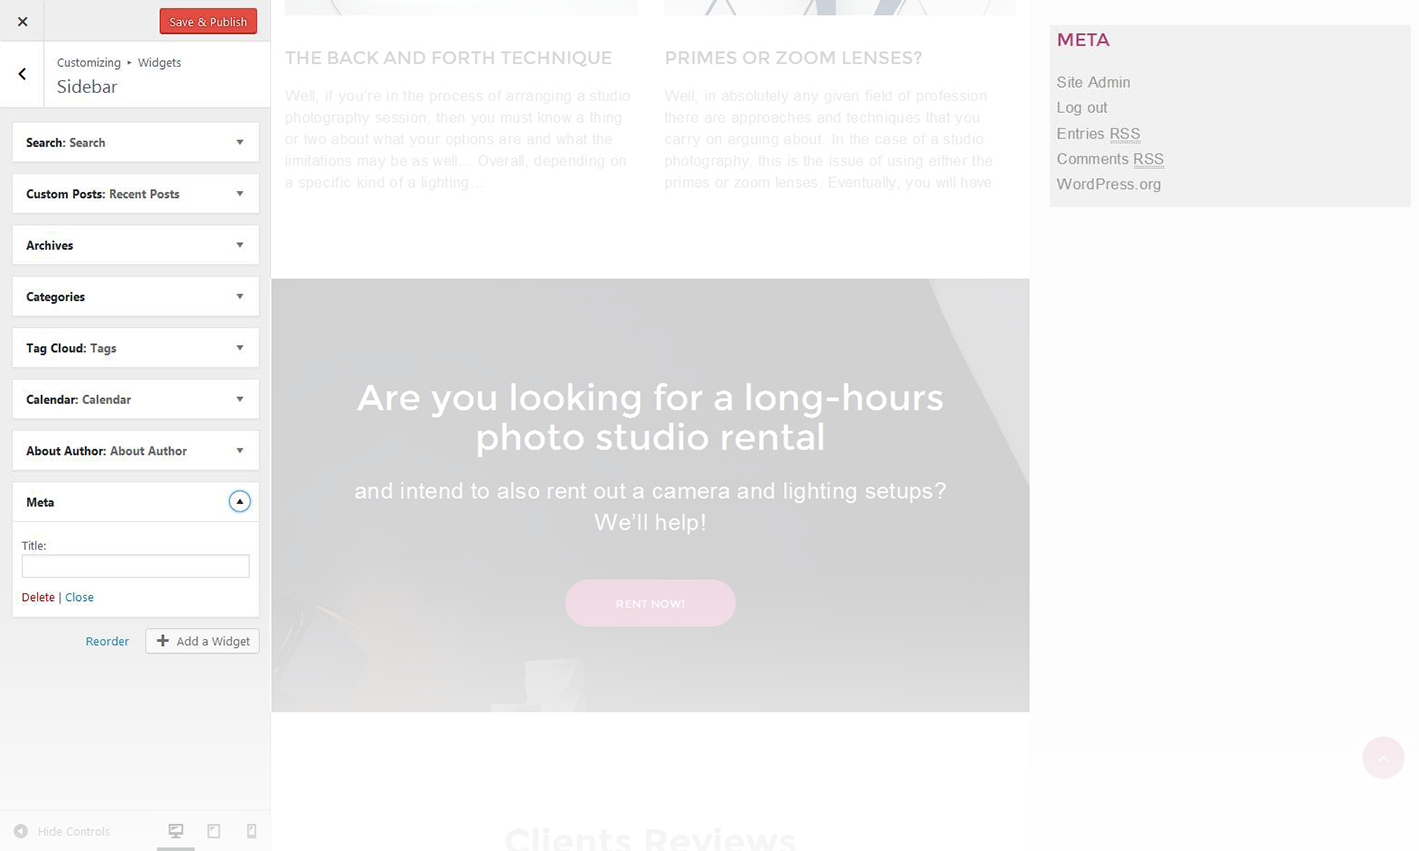 Save & Publish
Customizing ▸ Widgets
Sidebar
Search: Search
Custom Posts: Recent Posts
Archives
Categories
Tag Cloud: Tags
Calendar: Calendar
About Author: About Author
Meta
Title:
Delete | Close
Reorder
Add a Widget
Hide Controls
THE BACK AND FORTH TECHNIQUE
Well, if you're in the process of arranging a studio
photography session, then you must know a thing
or two about what your options are and what the
limitations may be as well... Overall, depending on
a specific kind of a lighting...
PRIMES OR ZOOM LENSES?
Well, in absolutely any given field of profession
there are approaches and techniques that you
carry on arguing about. In the case of a studio
photography, this is the issue of using either the
primes or zoom lenses. Eventually, you will have
Are you looking for a long-hours
photo studio rental
and intend to also rent out a camera and lighting setups?
We'll help!
RENT NOW!
Clients Reviews
META
Site Admin
Log out
Entries RSS
Comments RSS
WordPress.org